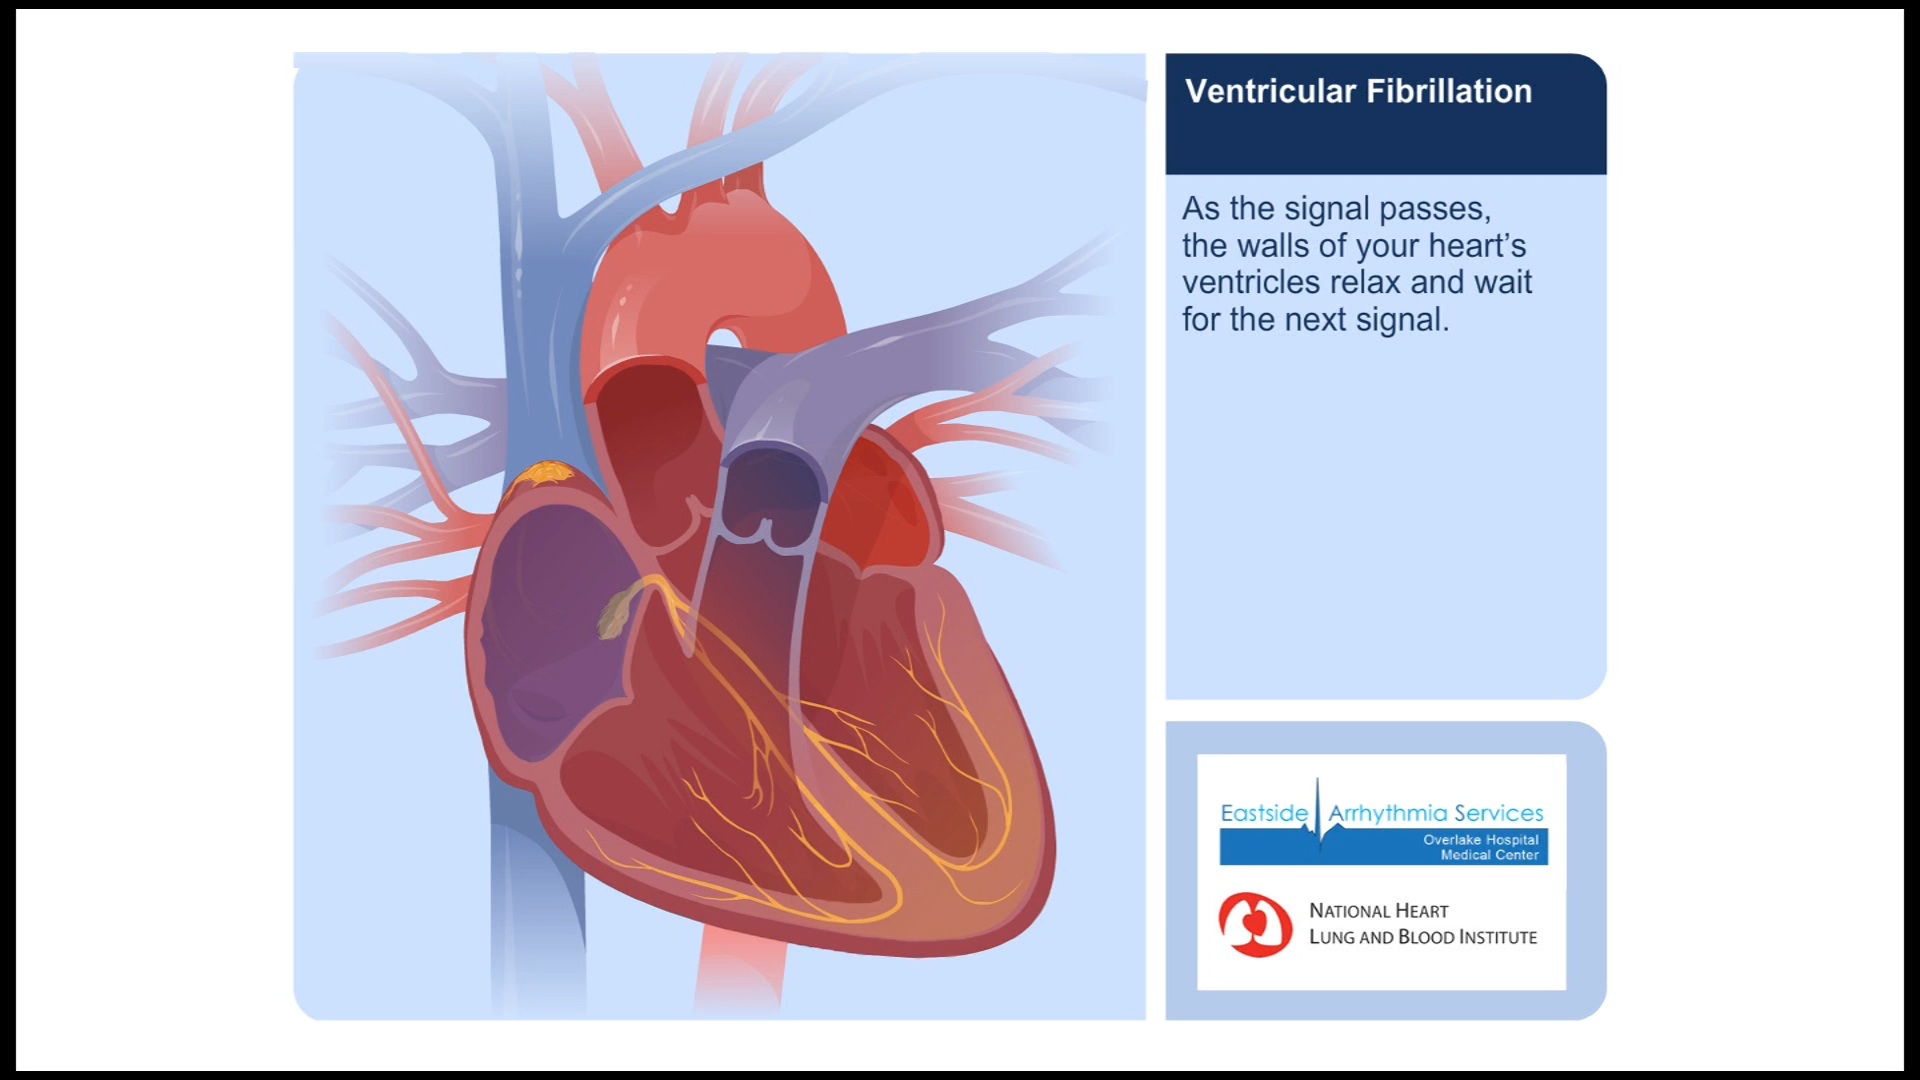 Ventricular Fibrillation
As the signal passes,
the walls of your heart’s
ventricles relax and wait
for the next signal.
Eastside Arrhythmia Services
Overlake Hospital
Medical Center
NATIONAL HEART
LUNG AND BLOOD INSTITUTE